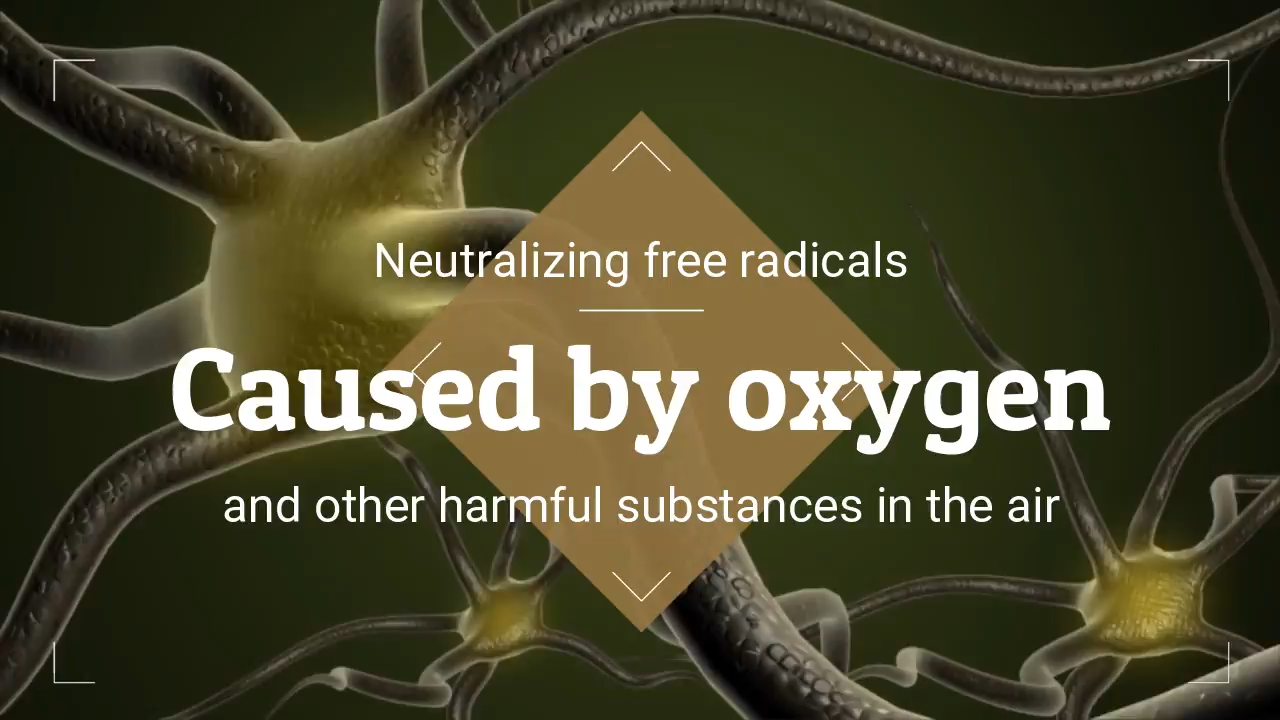 Neutralizing free radicals
Caused by oxygen
and other harmful substances in the air